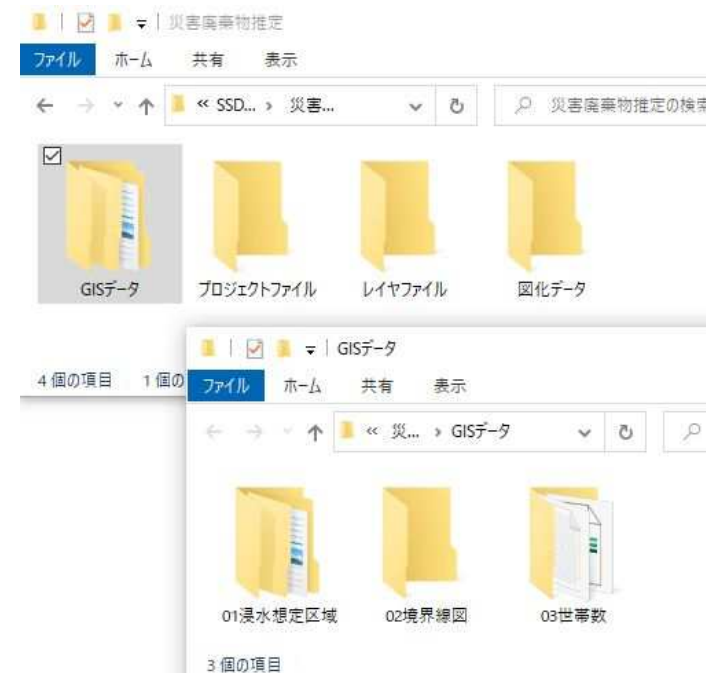 災害廃棄物推定
ファイル ホーム 共有 表示
« SSD... › 災害...
災害廃棄物推定の検索
GISデータ プロジェクトファイル レイヤファイル 図化データ
4 個の項目 1 個の
GISデータ
ファイル ホーム 共有 表示
« 災... › GISデータ
01浸水想定区域 02境界線図 03世帯数
3 個の項目